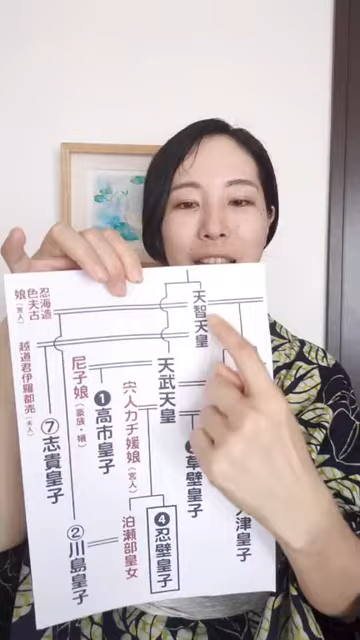 天智天皇
忍海造
色夫古
娘(宮人)
越道君伊羅都売(夫人)
天武天皇
尼子娘(豪族・嬪)
宍人カヂ媛娘(宮人)
❶高市皇子
草壁皇子
津皇子
⑦志貴皇子
②川島皇子
泊瀬部皇女
❹忍壁皇子